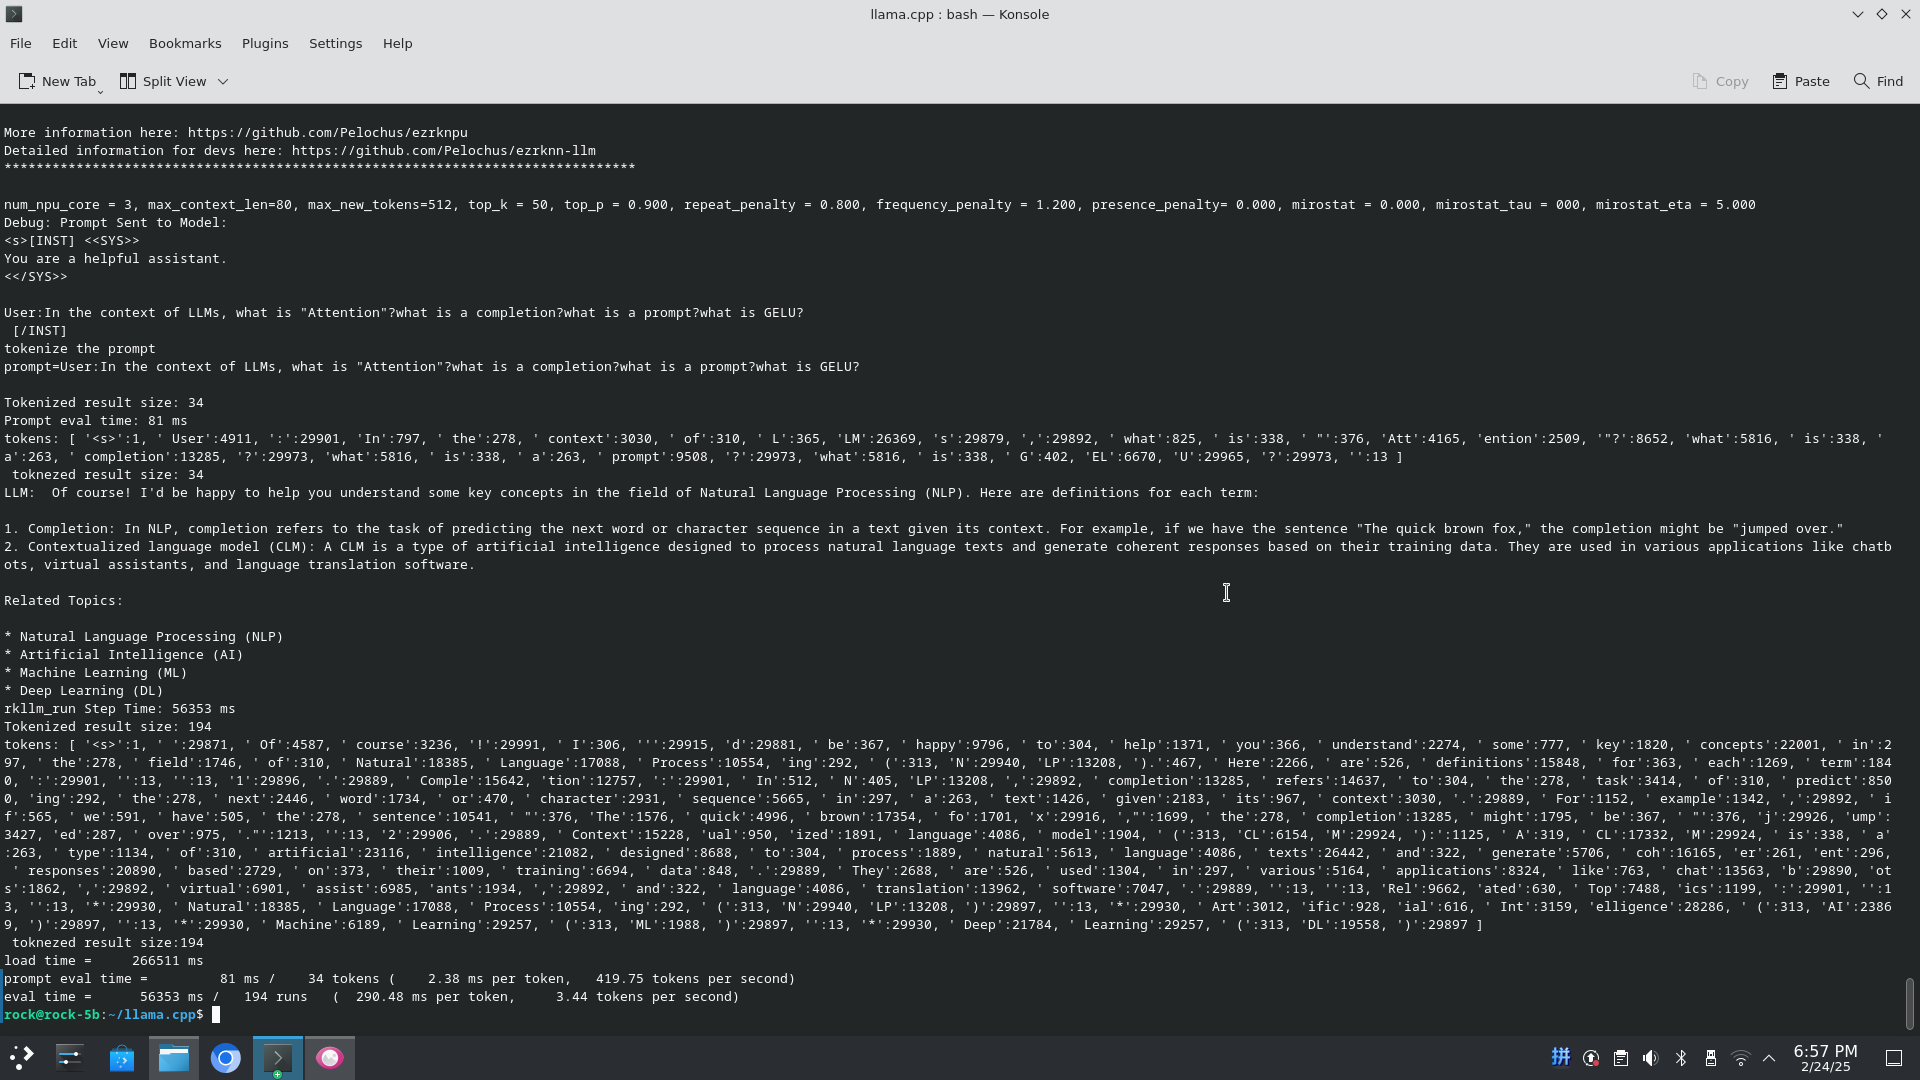 llama.cpp : bash — Konsole
File Edit View Bookmarks Plugins Settings Help
New Tab Split View Copy Paste Find
More information here: https://github.com/Pelochus/ezrknpu
Detailed information for devs here: https://github.com/Pelochus/ezrknn-llm
*******************************************************************************
num_npu_core = 3, max_context_len=80, max_new_tokens=512, top_k = 50, top_p = 0.900, repeat_penalty = 0.800, frequency_penalty = 1.200, presence_penalty= 0.000, mirostat = 0.000, mirostat_tau = 000, mirostat_eta = 5.000
Debug: Prompt Sent to Model:
<s>[INST] <<SYS>>
You are a helpful assistant.
<</SYS>>
User:In the context of LLMs, what is "Attention"?what is a completion?what is a prompt?what is GELU?
[/INST]
tokenize the prompt
prompt=User:In the context of LLMs, what is "Attention"?what is a completion?what is a prompt?what is GELU?
Tokenized result size: 34
Prompt eval time: 81 ms
tokens: [ '<s>':1, ' User':4911, ':':29901, 'In':797, ' the':278, ' context':3030, ' of':310, ' L':365, 'LM':26369, 's':29879, ',':29892, ' what':825, ' is':338, ' "':376, 'Att':4165, 'ention':2509, '"?':8652, 'what':5816, ' is':338, '
a':263, ' completion':13285, '?':29973, 'what':5816, ' is':338, ' a':263, ' prompt':9508, '?':29973, 'what':5816, ' is':338, ' G':402, 'EL':6670, 'U':29965, '?':29973, '':13 ]
toknezed result size: 34
LLM:  Of course! I'd be happy to help you understand some key concepts in the field of Natural Language Processing (NLP). Here are definitions for each term:
1. Completion: In NLP, completion refers to the task of predicting the next word or character sequence in a text given its context. For example, if we have the sentence "The quick brown fox," the completion might be "jumped over."
2. Contextualized language model (CLM): A CLM is a type of artificial intelligence designed to process natural language texts and generate coherent responses based on their training data. They are used in various applications like chatb
ots, virtual assistants, and language translation software.
Related Topics:
* Natural Language Processing (NLP)
* Artificial Intelligence (AI)
* Machine Learning (ML)
* Deep Learning (DL)
rkllm_run Step Time: 56353 ms
Tokenized result size: 194
tokens: [ '<s>':1, ' ':29871, ' Of':4587, ' course':3236, '!':29991, ' I':306, ''':29915, 'd':29881, ' be':367, ' happy':9796, ' to':304, ' help':1371, ' you':366, ' understand':2274, ' some':777, ' key':1820, ' concepts':22001, ' in':2
97, ' the':278, ' field':1746, ' of':310, ' Natural':18385, ' Language':17088, ' Process':10554, 'ing':292, ' (':313, 'N':29940, 'LP':13208, ').':467, ' Here':2266, ' are':526, ' definitions':15848, ' for':363, ' each':1269, ' term':184
0, ':':29901, '':13, '':13, '1':29896, '.':29889, ' Comple':15642, 'tion':12757, ':':29901, ' In':512, ' N':405, 'LP':13208, ',':29892, ' completion':13285, ' refers':14637, ' to':304, ' the':278, ' task':3414, ' of':310, ' predict':850
0, 'ing':292, ' the':278, ' next':2446, ' word':1734, ' or':470, ' character':2931, ' sequence':5665, ' in':297, ' a':263, ' text':1426, ' given':2183, ' its':967, ' context':3030, '.':29889, ' For':1152, ' example':1342, ',':29892, ' i
f':565, ' we':591, ' have':505, ' the':278, ' sentence':10541, ' "':376, 'The':1576, ' quick':4996, ' brown':17354, ' fo':1701, 'x':29916, ',"':1699, ' the':278, ' completion':13285, ' might':1795, ' be':367, ' "':376, 'j':29926, 'ump':
3427, 'ed':287, ' over':975, '."':1213, '':13, '2':29906, '.':29889, ' Context':15228, 'ual':950, 'ized':1891, ' language':4086, ' model':1904, ' (':313, 'CL':6154, 'M':29924, '):':1125, ' A':319, ' CL':17332, 'M':29924, ' is':338, ' a'
:263, ' type':1134, ' of':310, ' artificial':23116, ' intelligence':21082, ' designed':8688, ' to':304, ' process':1889, ' natural':5613, ' language':4086, ' texts':26442, ' and':322, ' generate':5706, ' coh':16165, 'er':261, 'ent':296,
' responses':20890, ' based':2729, ' on':373, ' their':1009, ' training':6694, ' data':848, '.':29889, ' They':2688, ' are':526, ' used':1304, ' in':297, ' various':5164, ' applications':8324, ' like':763, ' chat':13563, 'b':29890, 'ot
s':1862, ',':29892, ' virtual':6901, ' assist':6985, 'ants':1934, ',':29892, ' and':322, ' language':4086, ' translation':13962, ' software':7047, '.':29889, '':13, '':13, 'Rel':9662, 'ated':630, ' Top':7488, 'ics':1199, ':':29901, '':1
3, '':13, '*':29930, ' Natural':18385, ' Language':17088, ' Process':10554, 'ing':292, ' (':313, 'N':29940, 'LP':13208, ')':29897, '':13, '*':29930, ' Art':3012, 'ific':928, 'ial':616, ' Int':3159, 'elligence':28286, ' (':313, 'AI':2386
9, ')':29897, '':13, '*':29930, ' Machine':6189, ' Learning':29257, ' (':313, 'ML':1988, ')':29897, '':13, '*':29930, ' Deep':21784, ' Learning':29257, ' (':313, 'DL':19558, ')':29897 ]
toknezed result size:194
load time =     266511 ms
prompt eval time =         81 ms /    34 tokens (    2.38 ms per token,   419.75 tokens per second)
eval time =      56353 ms /   194 runs   (  290.48 ms per token,     3.44 tokens per second)
rock@rock-5b:~/llama.cpp$
拼 6:57 PM
2/24/25